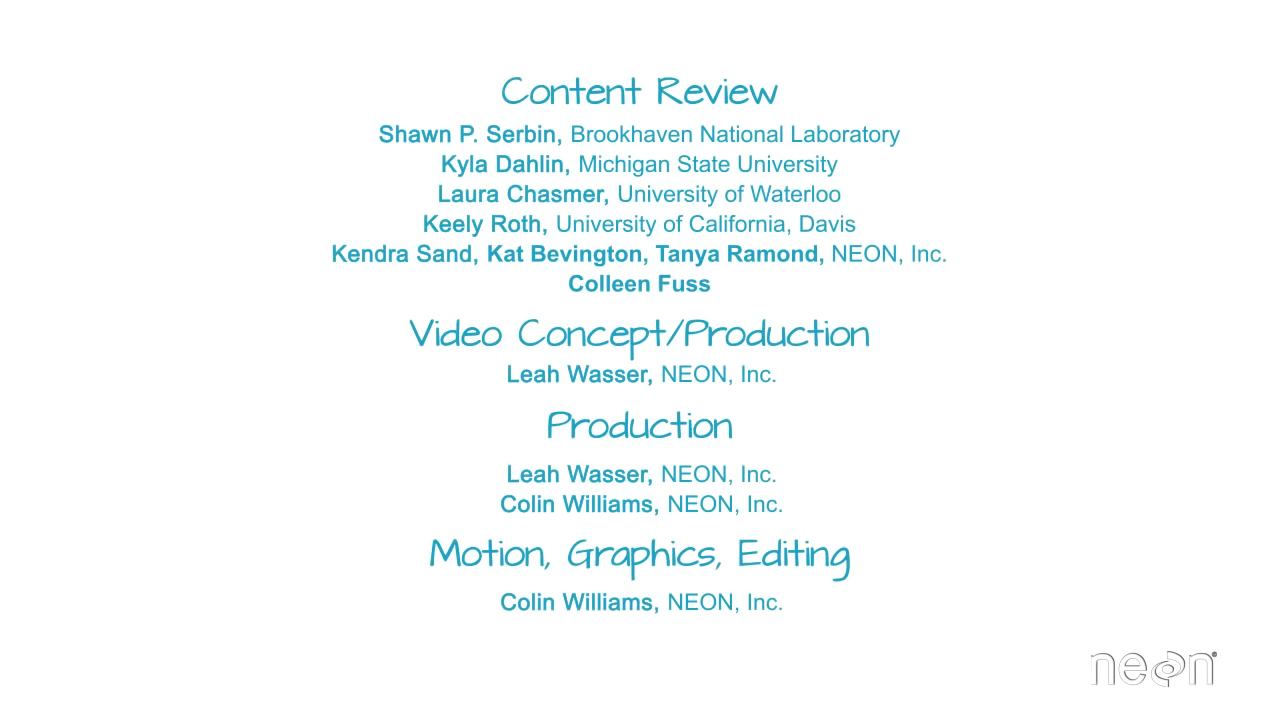 Content Review
Shawn P. Serbin, Brookhaven National Laboratory
Kyla Dahlin, Michigan State University
Laura Chasmer, University of Waterloo
Keely Roth, University of California, Davis
Kendra Sand, Kat Bevington, Tanya Ramond, NEON, Inc.
Colleen Fuss
Video Concept/Production
Leah Wasser, NEON, Inc.
Production
Leah Wasser, NEON, Inc.
Colin Williams, NEON, Inc.
Motion, Graphics, Editing
Colin Williams, NEON, Inc.
neon